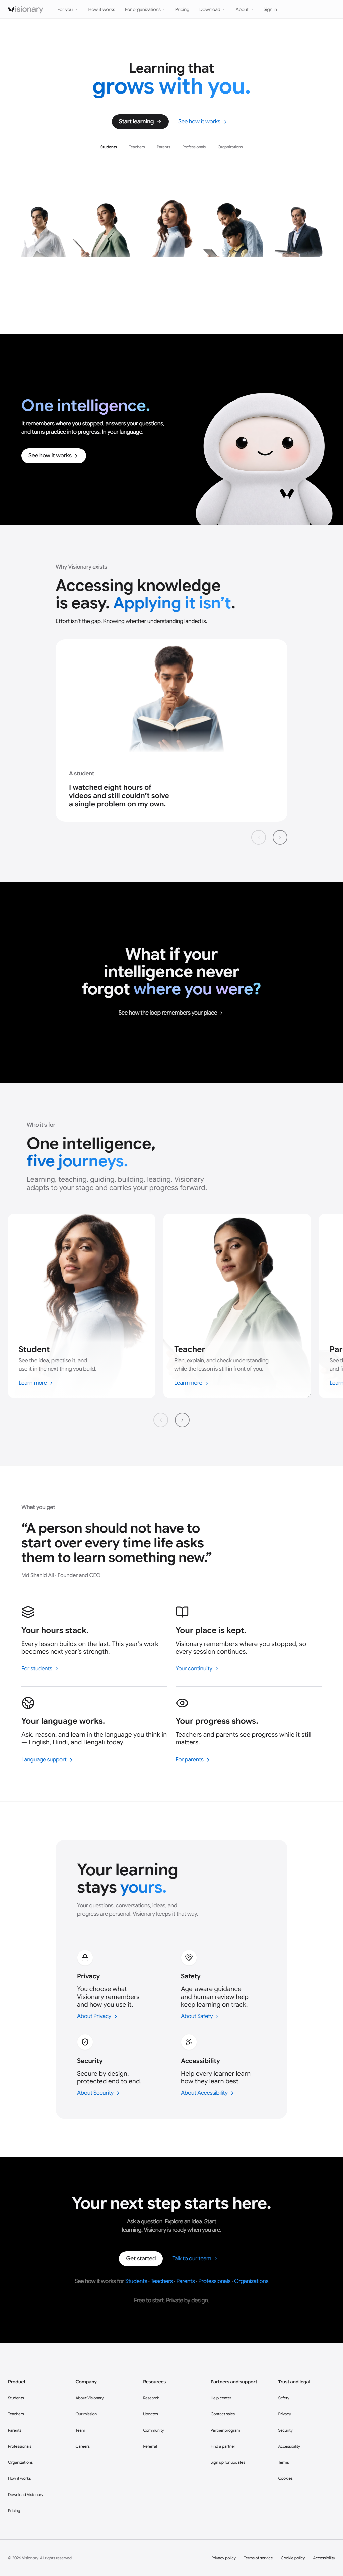 Visionary
For you
How it works
For organizations
Pricing
Download
About
Sign in
Learning that
grows with you.
Start learning
See how it works
Students
Teachers
Parents
Professionals
Organisations
One intelligence.
It remembers where you stopped, answers your questions,
and turns practice into progress. In your language.
See how it works
Why Visionary exists
Accessing knowledge
is easy. Applying it isn't.
Effort isn't the gap. Knowing whether understanding landed is.
A student
I watched eight hours of
videos and still couldn't solve
a single problem on my own.
What if your
intelligence never
forgot where you were?
See how the loop remembers your place
Who it's for
One intelligence,
five journeys.
Learning, teaching, guiding, building, leading. Visionary
adapts to your stage and carries your progress forward.
Student
See the idea, practise it, and
use it in the next thing you build.
Learn more
Teacher
Plan, explain, and check understanding
while the lesson is still in front of you.
Learn more
What you get
“A person should not have to
start over every time life asks
them to learn something new.”
Md Shahid Ali · Founder and CEO
Your hours stack.
Every lesson builds on the last. This year's work
becomes next year's strength.
For students
Your place is kept.
Visionary remembers where you stopped, so
every session continues.
Your continuity
Your language works.
Ask, reason, and learn in the language you think in
— English, Hindi, and Bengali today.
Language support
Your progress shows.
Teachers and parents see progress while it still
matters.
For parents
Your learning
stays yours.
Your questions, conversations, ideas, and
progress are personal. Visionary keeps it that way.
Privacy
You choose what
Visionary remembers
and how you use it.
About Privacy
Safety
Age-aware guidance
and human review help
keep learning on track.
About Safety
Security
Secure by design,
protected end to end.
About Security
Accessibility
Help every learner learn
how they learn best.
About Accessibility
Your next step starts here.
Ask a question. Explore an idea. Start
learning. Visionary is ready when you are.
Get started
Talk to our team
See how it works for Students · Teachers · Parents · Professionals · Organizations
Free to start. Private by design.
Product
Students
Teachers
Parents
Professionals
Organizations
How it works
Download Visionary
Pricing
Company
About Visionary
Our mission
Team
Careers
Resources
Research
Updates
Community
Referral
Partners and support
Help center
Contact sales
Partner program
Find a partner
Sign up for updates
Trust and legal
Safety
Privacy
Security
Accessibility
Terms
Cookies
© 2026 Visionary. All rights reserved
Privacy policy
Terms of service
Cookie policy
Accessibility